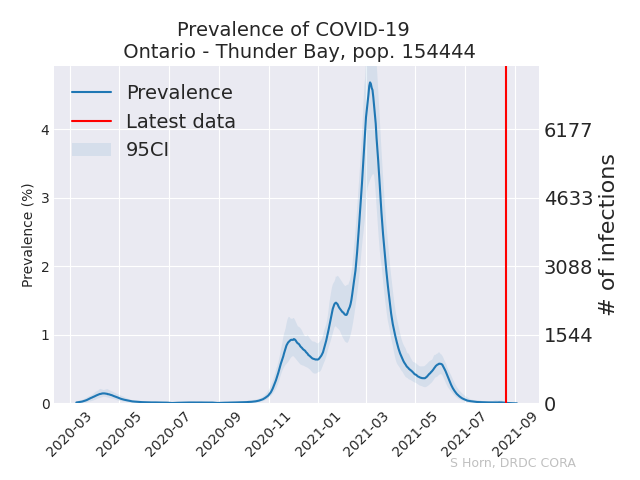 Prevalence of COVID-19
Ontario - Thunder Bay, pop. 154444
Prevalence
Latest data
95CI
Prevalence (%)
4
3
2
1
0
6177
4633
3088
1544
0
# of infections
2020-03
2020-05
2020-07
2020-09
2020-11
2021-01
2021-03
2021-05
2021-07
2021-09
S Horn, DRDC CORA